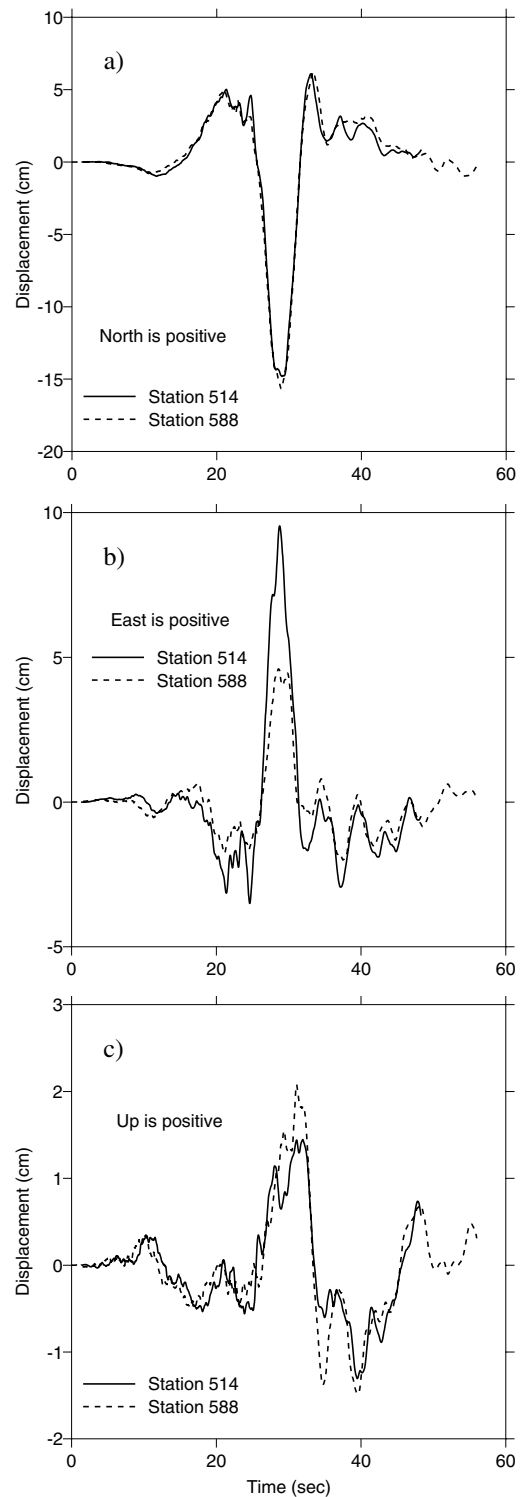 10
a)
5
0
-5
-10
North is positive
-15
Station 514
Station 588
-20
0 20 40 60
Displacement (cm)
10
b)
East is positive
Station 514
Station 588
5
0
-5
0 20 40 60
Displacement (cm)
3
c)
2
Up is positive
1
0
-1
Station 514
Station 588
-2
0 20 40 60
Displacement (cm)
Time (sec)